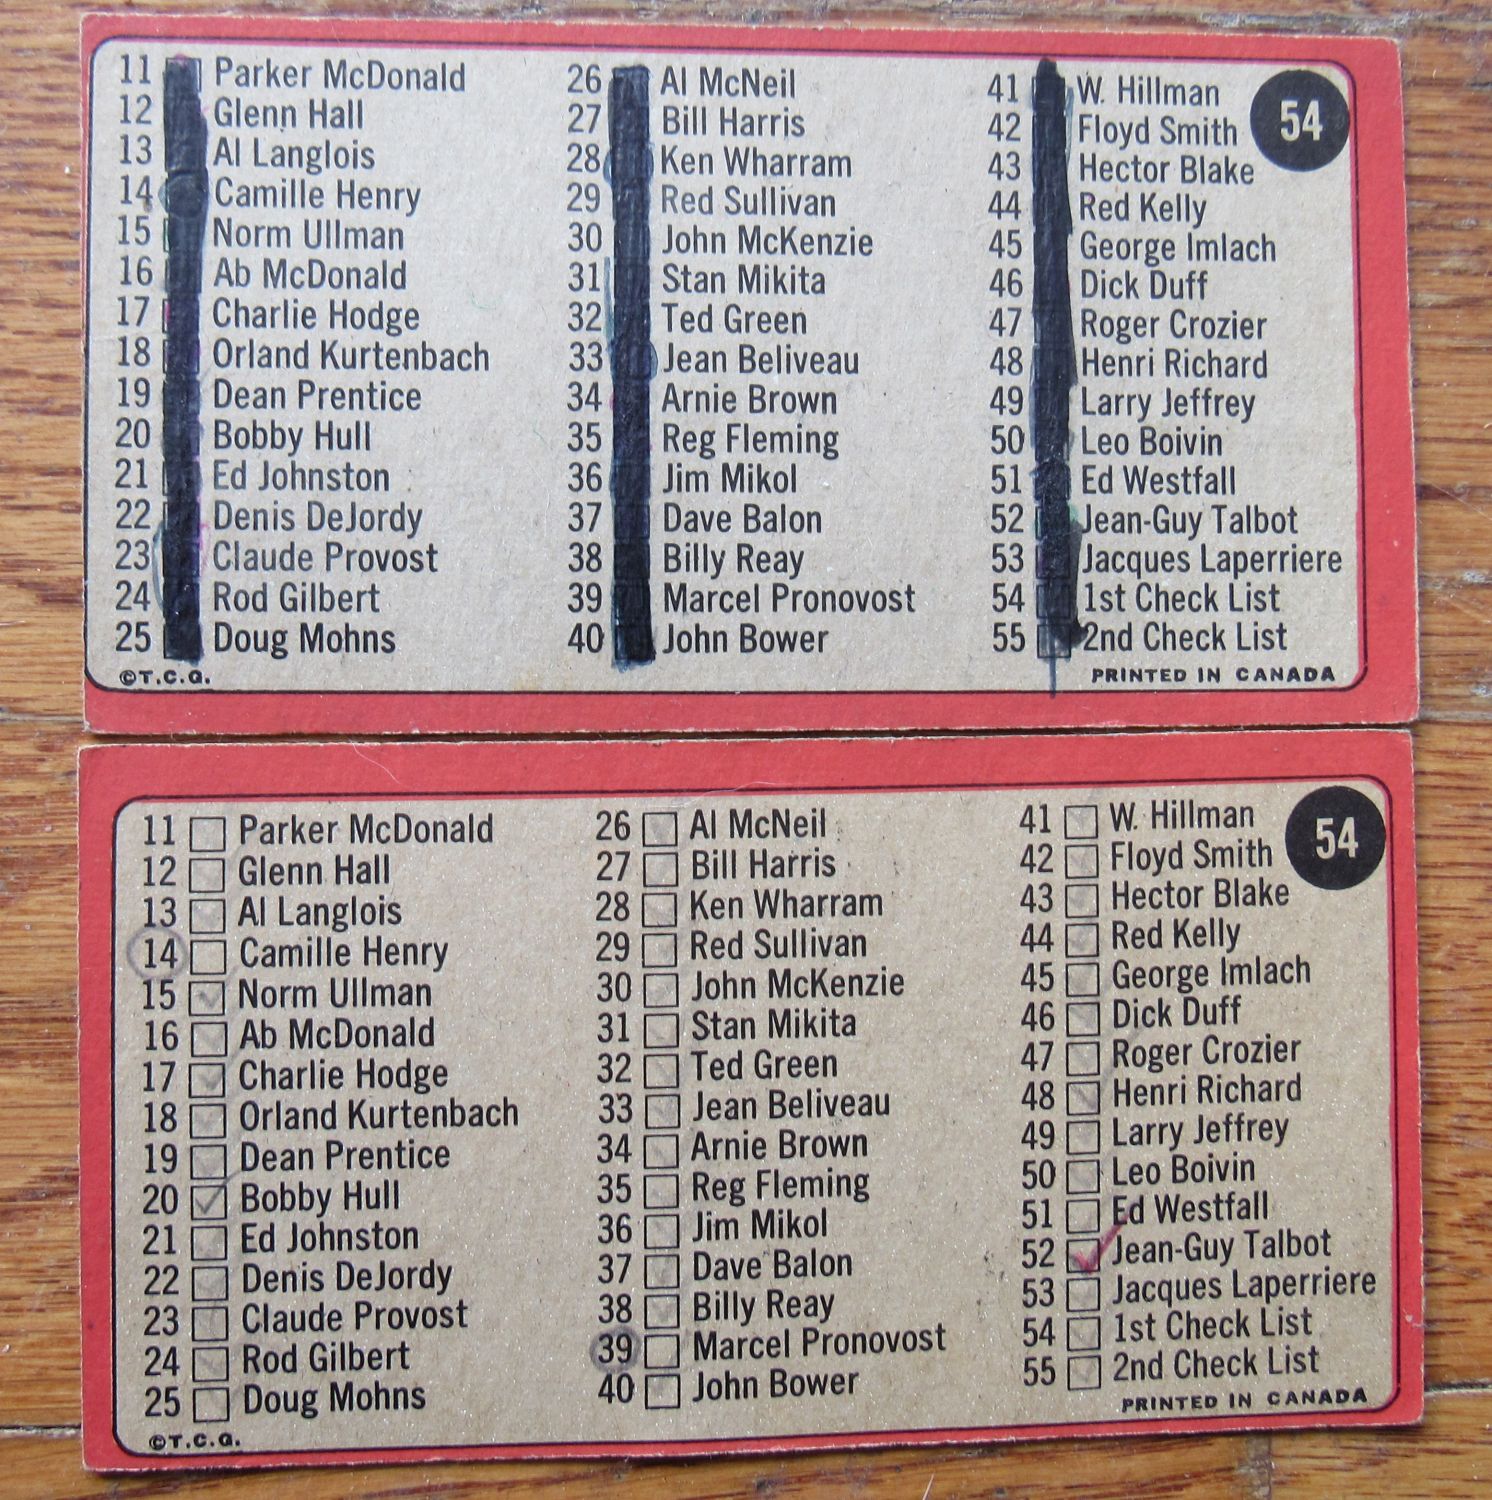 11 Parker McDonald
12 Glenn Hall
13 Al Langlois
14 Camille Henry
15 Norm Ullman
16 Ab McDonald
17 Charlie Hodge
18 Orland Kurtenbach
19 Dean Prentice
20 Bobby Hull
21 Ed Johnston
22 Denis DeJordy
23 Claude Provost
24 Rod Gilbert
25 Doug Mohns
©T.C.G.
26 Al McNeil
27 Bill Harris
28 Ken Wharram
29 Red Sullivan
30 John McKenzie
31 Stan Mikita
32 Ted Green
33 Jean Beliveau
34 Arnie Brown
35 Reg Fleming
36 Jim Mikol
37 Dave Balon
38 Billy Reay
39 Marcel Pronovost
40 John Bower
41 W. Hillman
42 Floyd Smith
43 Hector Blake
44 Red Kelly
45 George Imlach
46 Dick Duff
47 Roger Crozier
48 Henri Richard
49 Larry Jeffrey
50 Leo Boivin
51 Ed Westfall
52 Jean-Guy Talbot
53 Jacques Laperriere
54 1st Check List
55 2nd Check List
PRINTED IN CANADA
54
11 Parker McDonald
12 Glenn Hall
13 Al Langlois
14 Camille Henry
15 Norm Ullman
16 Ab McDonald
17 Charlie Hodge
18 Orland Kurtenbach
19 Dean Prentice
20 Bobby Hull
21 Ed Johnston
22 Denis DeJordy
23 Claude Provost
24 Rod Gilbert
25 Doug Mohns
©T.C.G.
26 Al McNeil
27 Bill Harris
28 Ken Wharram
29 Red Sullivan
30 John McKenzie
31 Stan Mikita
32 Ted Green
33 Jean Beliveau
34 Arnie Brown
35 Reg Fleming
36 Jim Mikol
37 Dave Balon
38 Billy Reay
39 Marcel Pronovost
40 John Bower
41 W. Hillman
42 Floyd Smith
43 Hector Blake
44 Red Kelly
45 George Imlach
46 Dick Duff
47 Roger Crozier
48 Henri Richard
49 Larry Jeffrey
50 Leo Boivin
51 Ed Westfall
52 Jean-Guy Talbot
53 Jacques Laperriere
54 1st Check List
55 2nd Check List
PRINTED IN CANADA
54